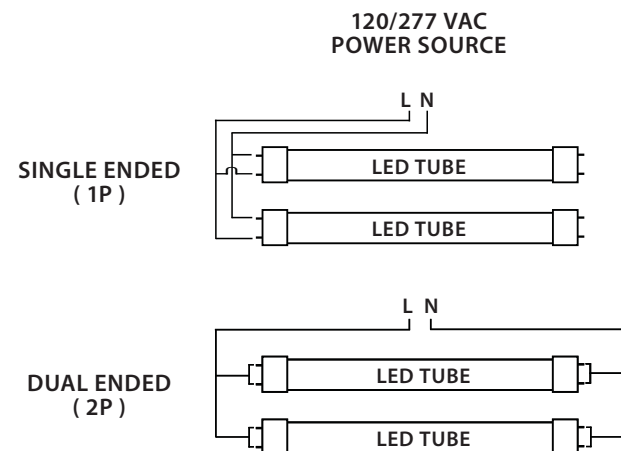 120/277 VAC
POWER SOURCE
L N
SINGLE ENDED
( 1P )
LED TUBE
LED TUBE
L N
DUAL ENDED
( 2P )
LED TUBE
LED TUBE